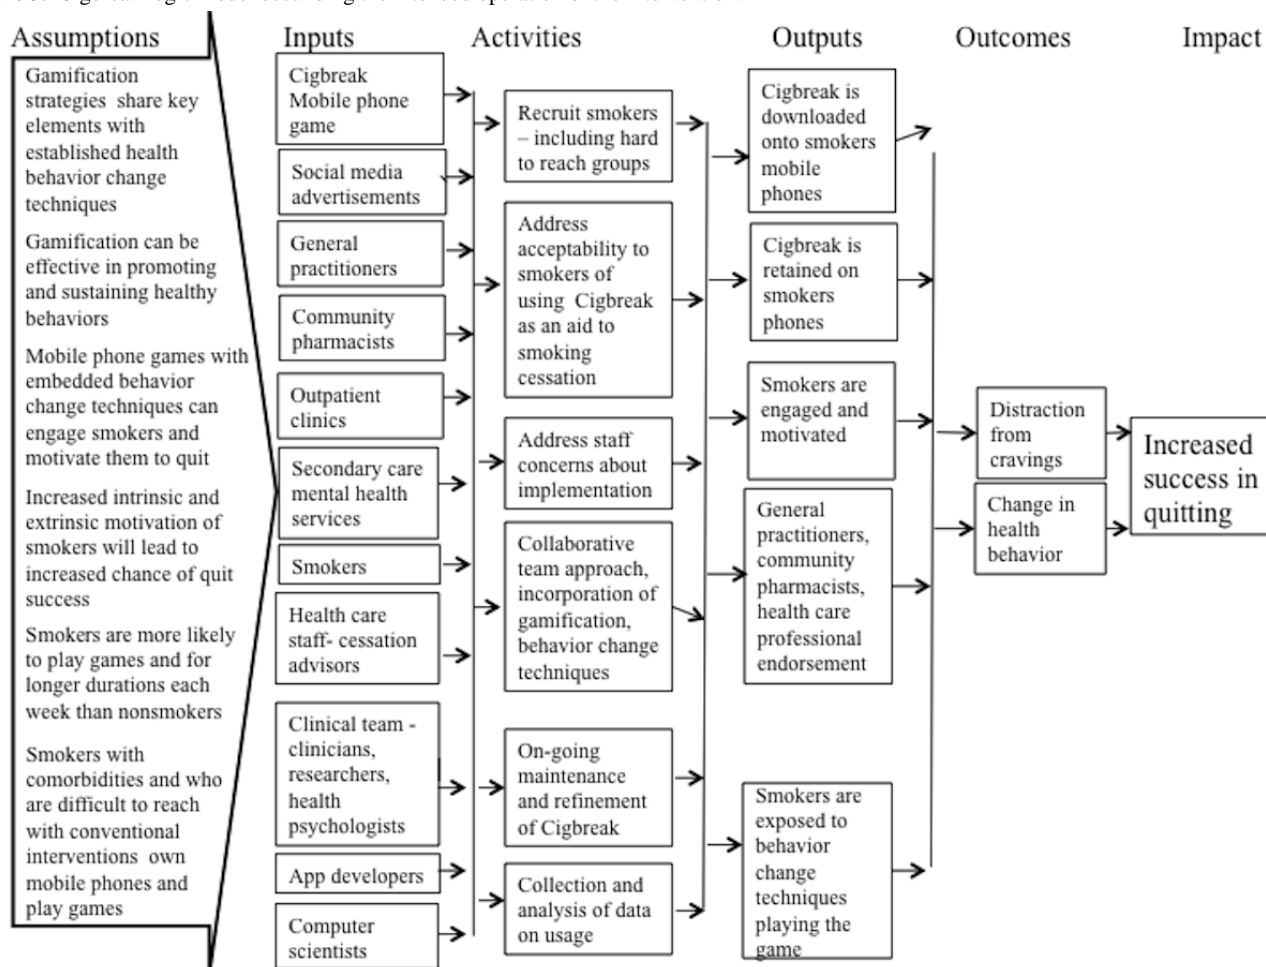 Assumptions
Gamification
strategies share key
elements with
established health
behavior change
techniques
Gamification can be
effective in promoting
and sustaining healthy
behaviors
Mobile phone games with
embedded behavior
change techniques can
engage smokers and
motivate them to quit
Increased intrinsic and
extrinsic motivation of
smokers will lead to
increased chance of quit
success
Smokers are more likely
to play games and for
longer durations each
week than nonsmokers
Smokers with
comorbidities and who
are difficult to reach
with conventional
interventions own
mobile phones and
play games
Inputs
Cigbreak
Mobile phone
game
Social media
advertisements
General
practitioners
Community
pharmacists
Outpatient
clinics
Secondary care
mental health
services
Smokers
Health care
staff- cessation
advisors
Clinical team -
clinicians,
researchers,
health
psychologists
App developers
Computer
scientists
Activities
Recruit smokers
– including hard
to reach groups
Address
acceptability to
smokers of
using Cigbreak
as an aid to
smoking
cessation
Address staff
concerns about
implementation
Collaborative
team approach,
incorporation of
gamification,
behavior change
techniques
On-going
maintenance
and refinement
of Cigbreak
Collection and
analysis of data
on usage
Outputs
Cigbreak is
downloaded
onto smokers
mobile
phones
Cigbreak is
retained on
smokers
phones
Smokers are
engaged and
motivated
General
practitioners,
community
pharmacists,
health care
professional
endorsement
Smokers are
exposed to
behavior
change
techniques
playing the
game
Outcomes
Distraction
from
cravings
Change in
health
behavior
Impact
Increased
success in
quitting